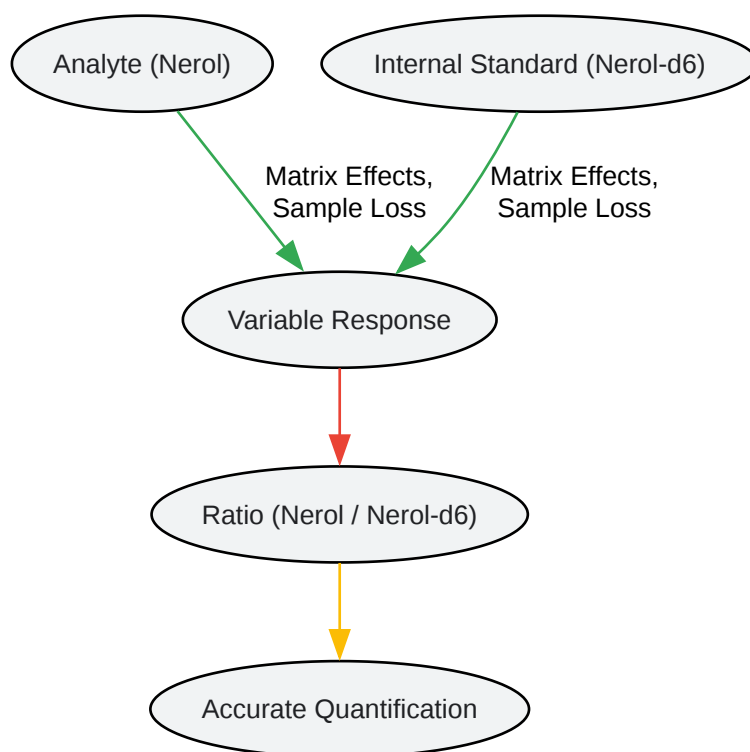 Analyte (Nerol)
Internal Standard (Nerol-d6)
Matrix Effects,
Sample Loss
Matrix Effects,
Sample Loss
Variable Response
Ratio (Nerol / Nerol-d6)
Accurate Quantification